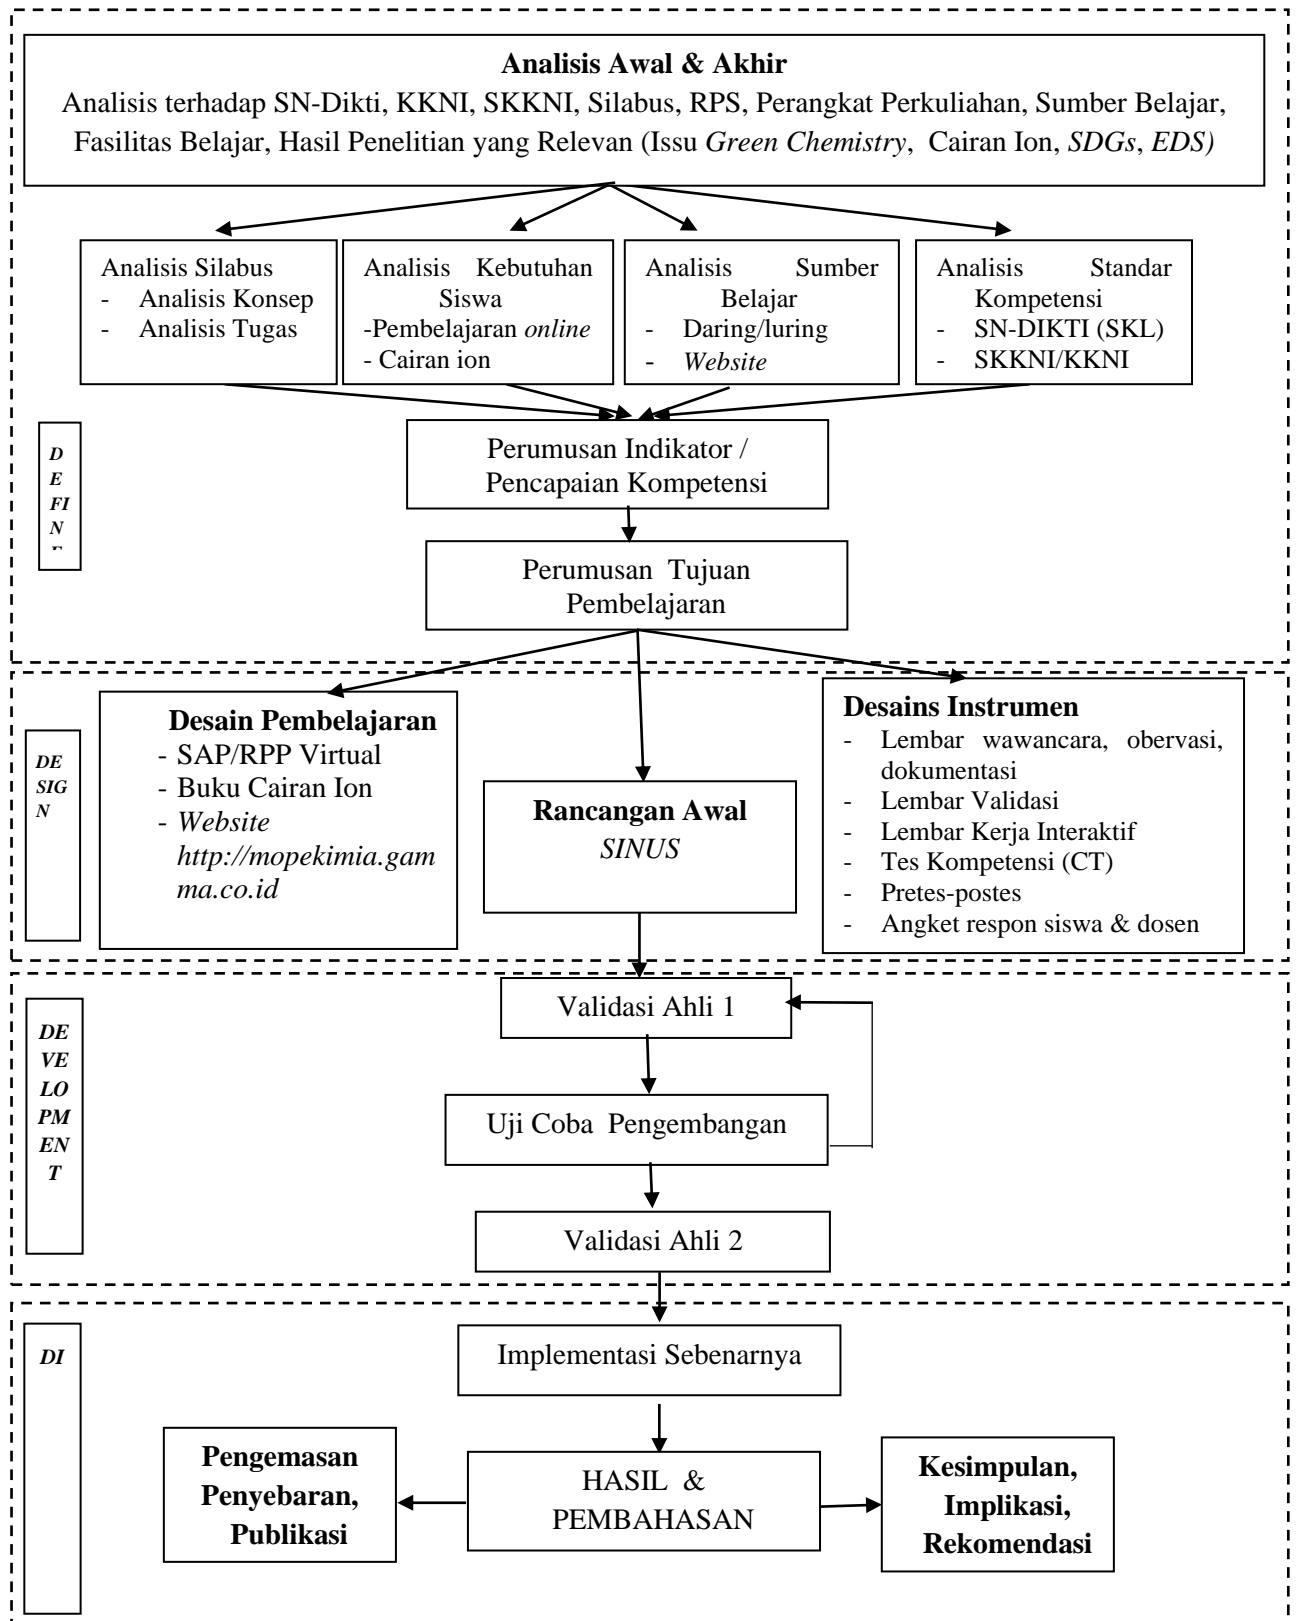 Analisis Awal & Akhir
Analisis terhadap SN-Dikti, KKNI, SKKNI, Silabus, RPS, Perangkat Perkuliahan, Sumber Belajar,
Fasilitas Belajar, Hasil Penelitian yang Relevan (Issu Green Chemistry, Cairan Ion, SDGs, EDS)
Analisis Silabus
- Analisis Konsep
- Analisis Tugas
Analisis Kebutuhan
Siswa
-Pembelajaran online
- Cairan ion
Analisis Sumber
Belajar
- Daring/luring
- Website
Analisis Standar
Kompetensi
- SN-DIKTI (SKL)
- SKKNI/KKNI
D
E
FI
N
Perumusan Indikator /
Pencapaian Kompetensi
Perumusan Tujuan
Pembelajaran
DE
SIG
N
Desain Pembelajaran
- SAP/RPP Virtual
- Buku Cairan Ion
- Website
http://mopekimia.gam
ma.co.id
Rancangan Awal
SINUS
Desains Instrumen
- Lembar wawancara, obervasi,
dokumentasi
- Lembar Validasi
- Lembar Kerja Interaktif
- Tes Kompetensi (CT)
- Pretes-postes
- Angket respon siswa & dosen
DE
VE
LO
PM
EN
T
Validasi Ahli 1
Uji Coba Pengembangan
Validasi Ahli 2
DI
Implementasi Sebenarnya
Pengemasan
Penyebaran,
Publikasi
HASIL &
PEMBAHASAN
Kesimpulan,
Implikasi,
Rekomendasi